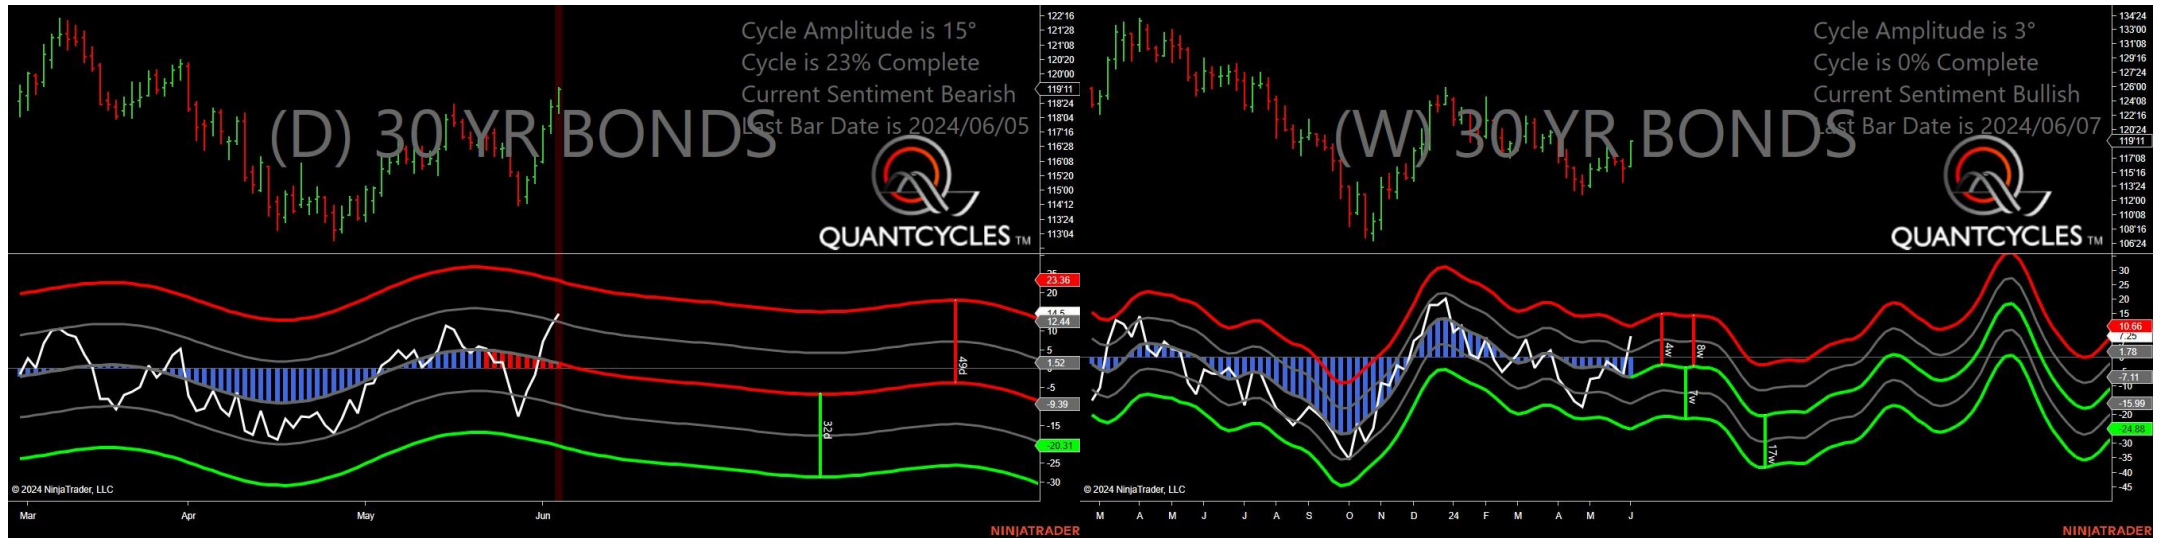 Cycle Amplitude is 15°
Cycle is 23% Complete
Current Sentiment Bearish
Last Bar Date is 2024/06/05
(D) 30 YR BONDS
QUANTCYCLES TM
122'16
121'28
121'08
120'20
120'00
119'11
118'24
118'04
117'16
116'28
116'08
115'20
115'00
114'12
113'24
113'04
25
23.36
20
14.5
12.44
10
5
1.52
-5
-9.39
-15
-20.31
-25
-30
49d
32d
© 2024 NinjaTrader, LLC
Mar
Apr
May
Jun
NINJATRADER
Cycle Amplitude is 3°
Cycle is 0% Complete
Current Sentiment Bullish
Last Bar Date is 2024/06/07
(W) 30 YR BONDS
QUANTCYCLES TM
134'24
133'00
131'08
129'16
127'24
126'00
124'08
122'16
120'24
119'11
117'08
115'16
113'24
112'00
110'08
108'16
106'24
30
25
20
15
10.66
7.25
1.78
-7.11
-10
-15.99
-20
-24.88
-30
-35
-40
-45
4w
8w
7w
17w
© 2024 NinjaTrader, LLC
M A M J J A S O N D 24 F M A M J
NINJATRADER